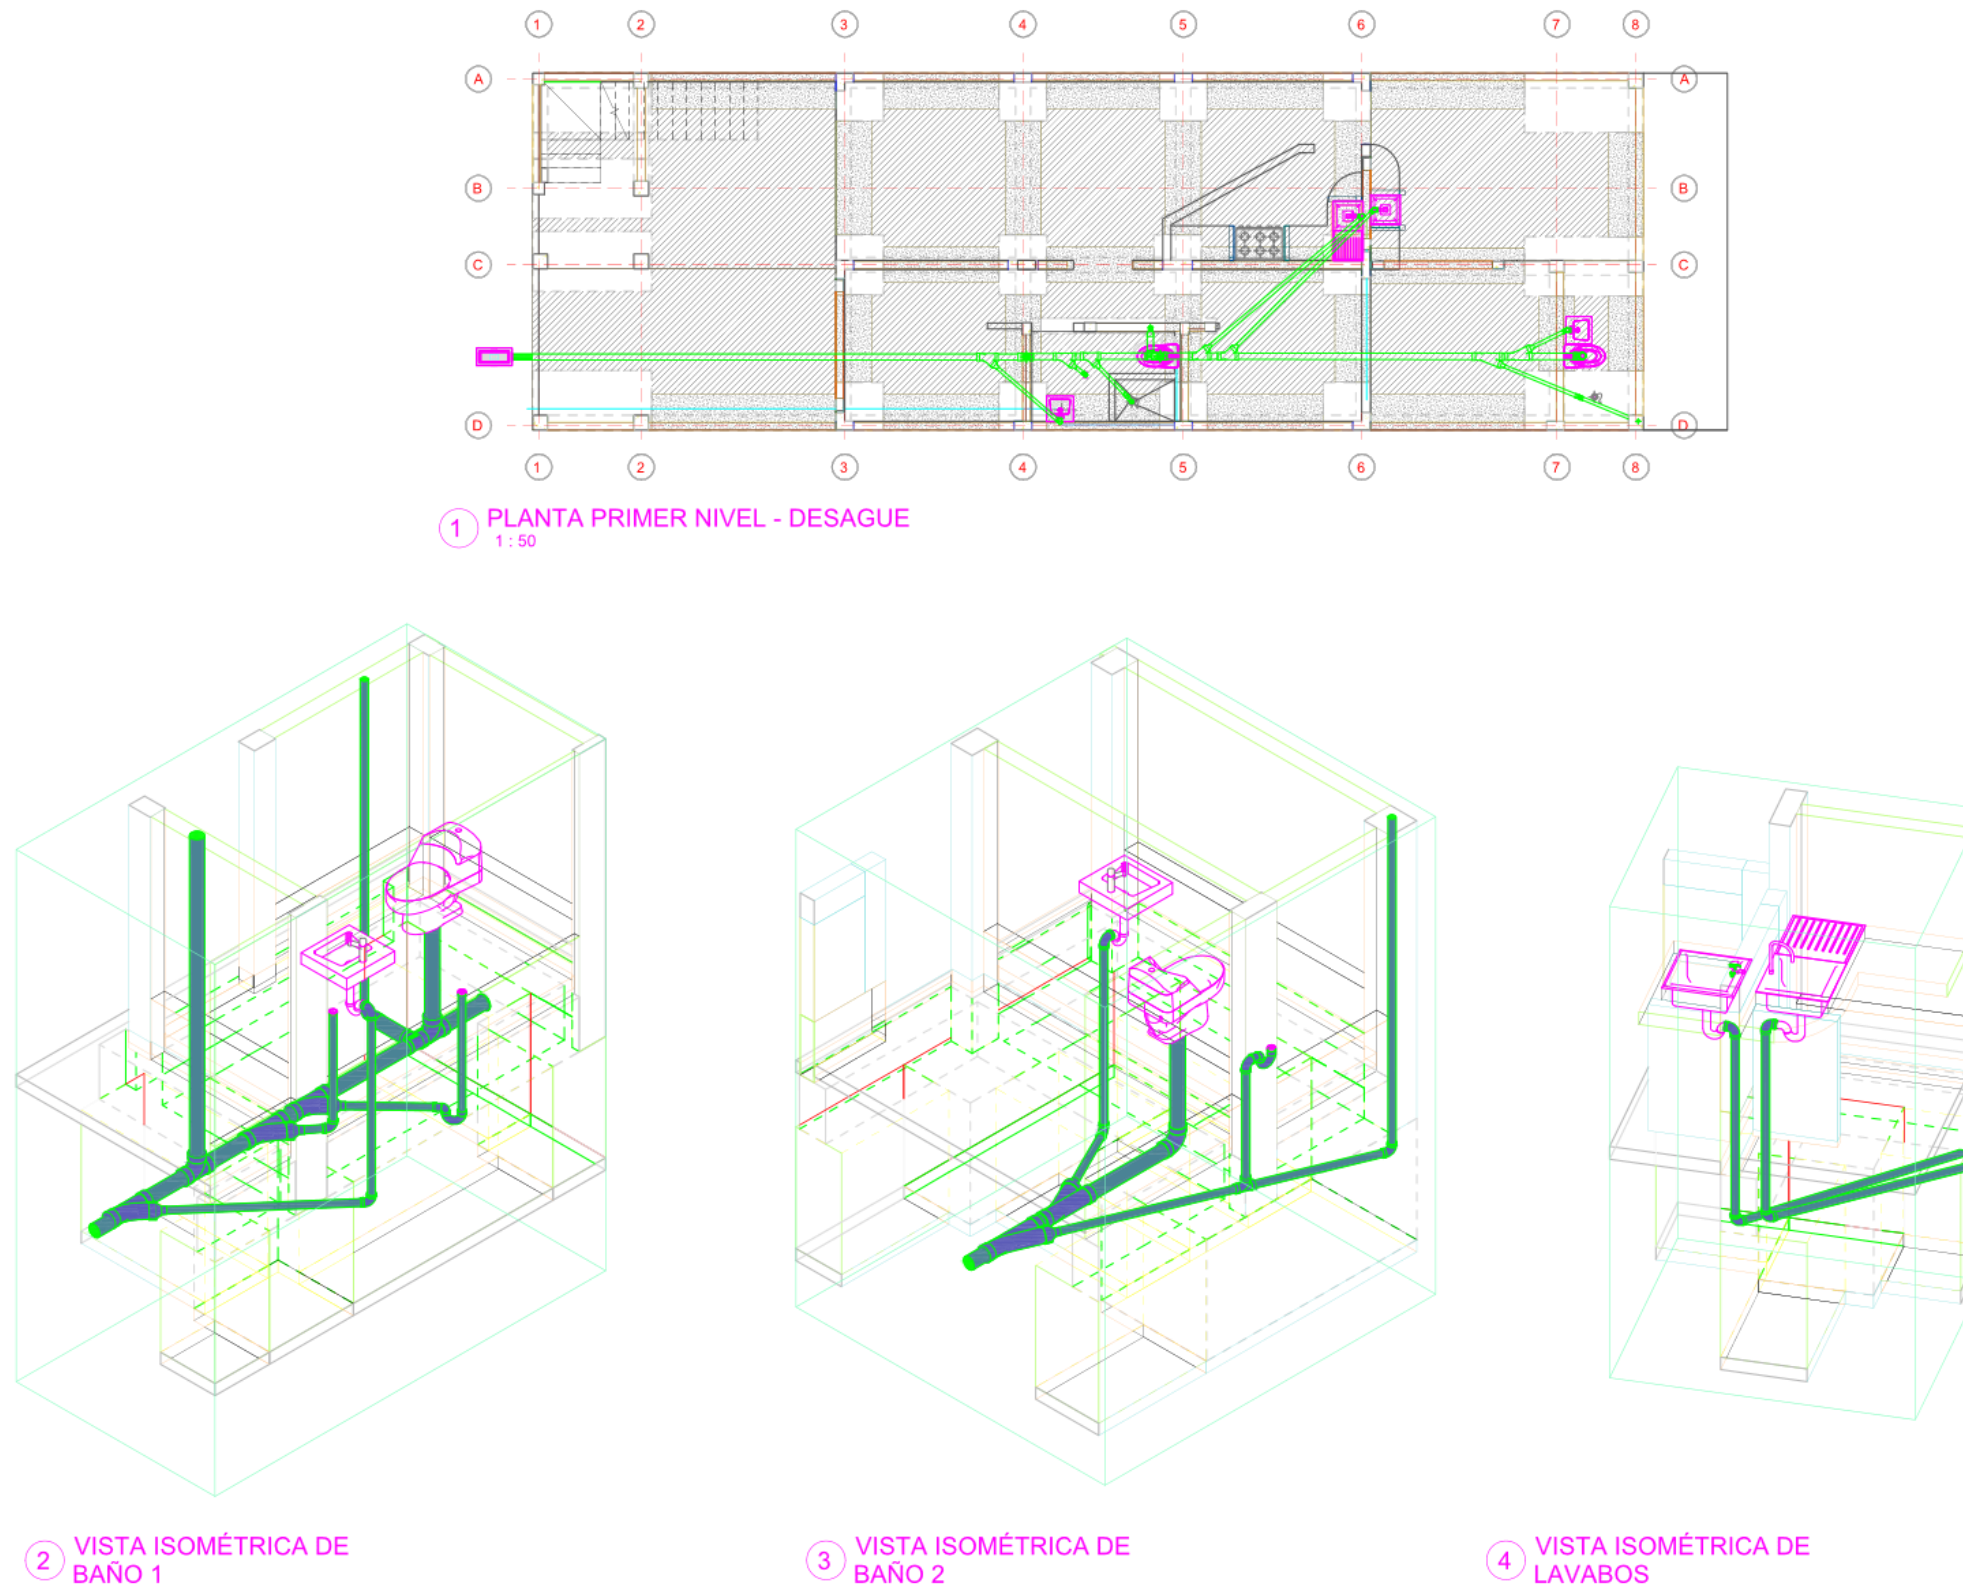 1 2 3 4 5 6 7 8
A A
B B
C C
D D
1 2 3 4 5 6 7 8
1 PLANTA PRIMER NIVEL - DESAGUE
1 : 50
2 VISTA ISOMÉTRICA DE
BAÑO 1
3 VISTA ISOMÉTRICA DE
BAÑO 2
4 VISTA ISOMÉTRICA DE
LAVABOS